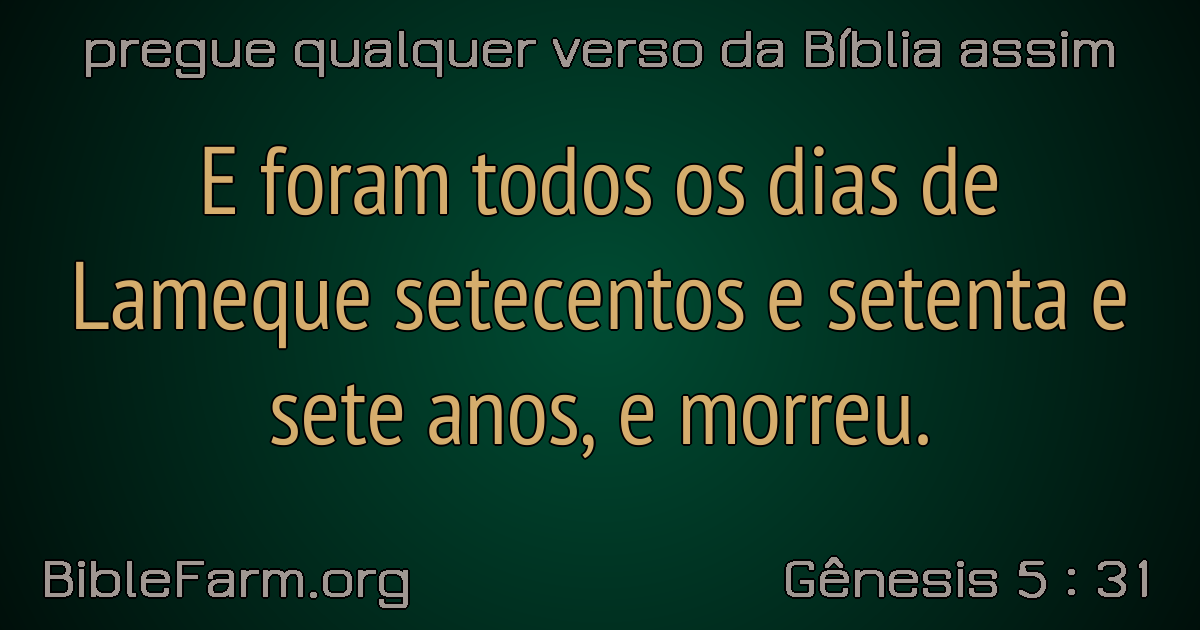 pregue qualquer verso da Bíblia assim
E foram todos os dias de
Lameque setecentos e setenta e
sete anos, e morreu.
BibleFarm.org
Gênesis 5 : 31